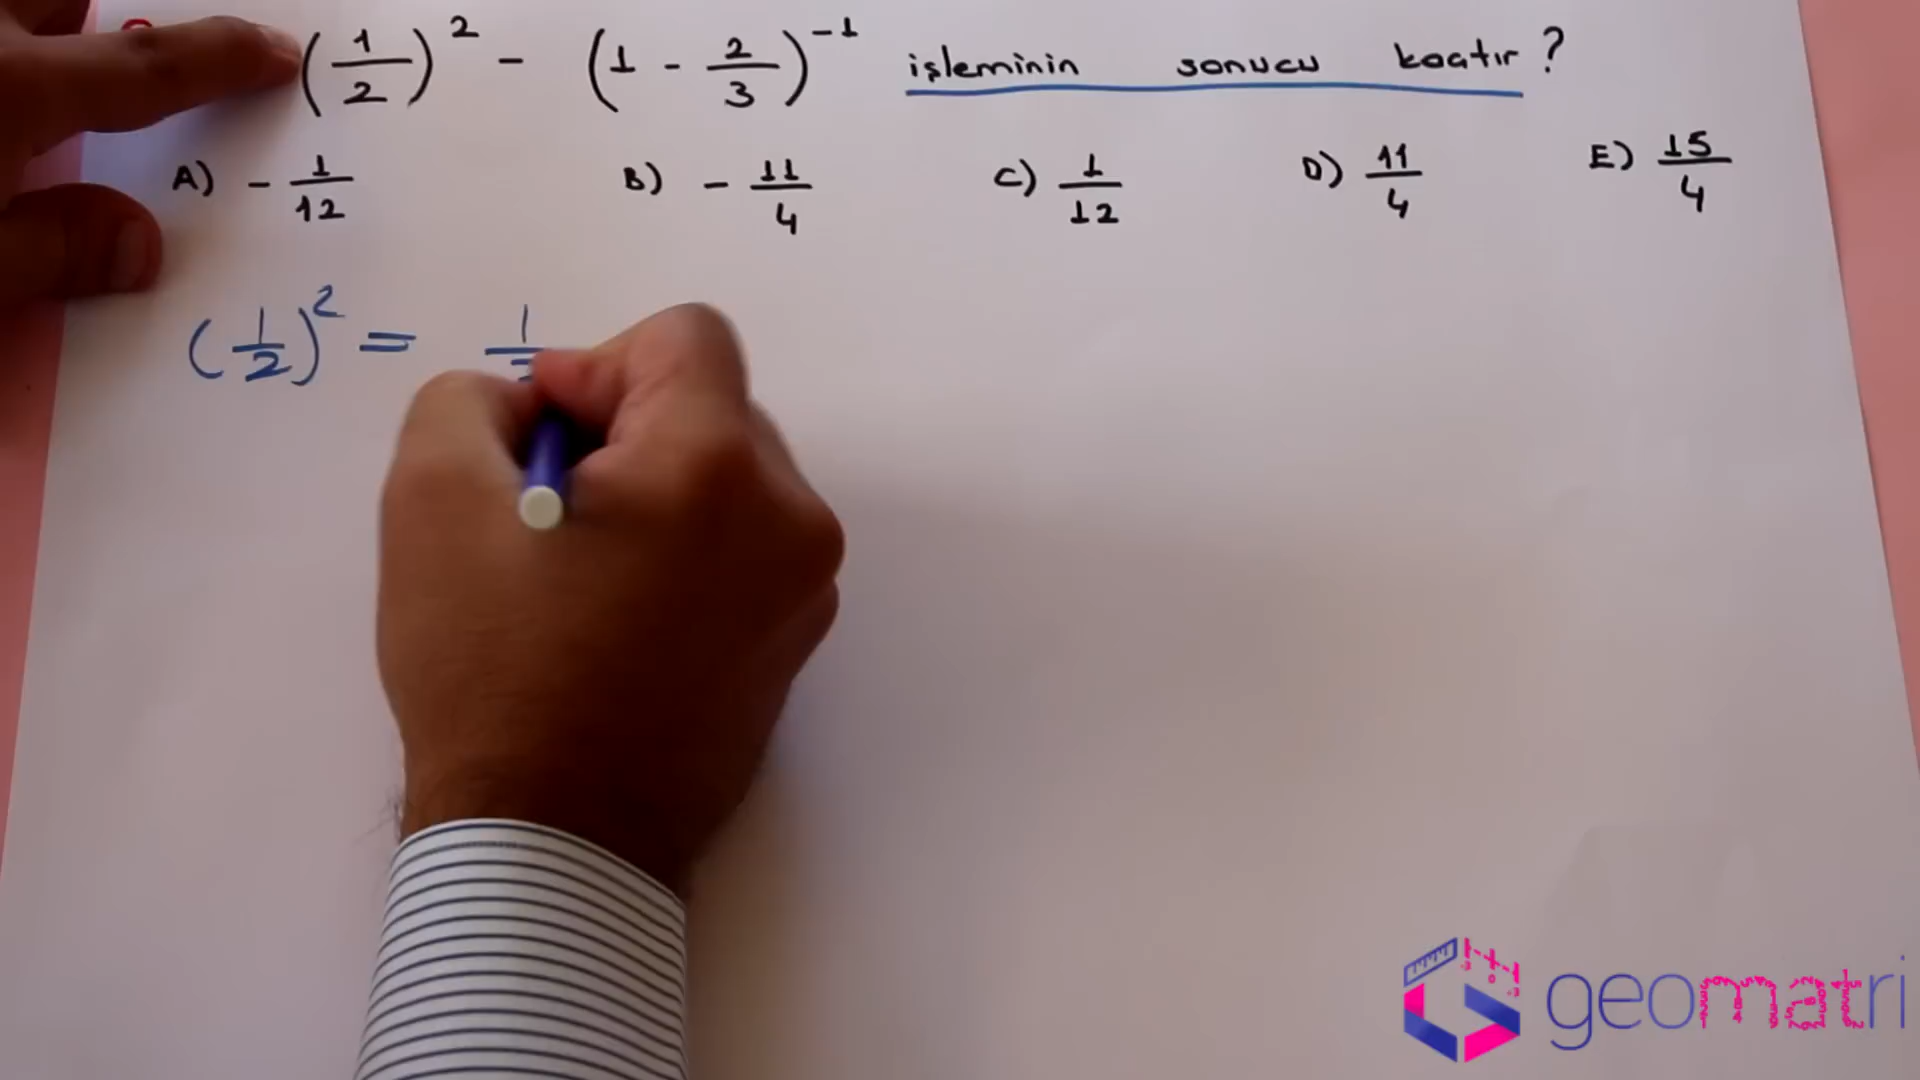 (1/2)² - (1 - 2/3)⁻¹ işleminin sonucu kaçtır ?
A) - 1/12 B) - 11/4 C) 1/12 D) 11/4 E) 15/4
(1/2)² = 1/
geomatri